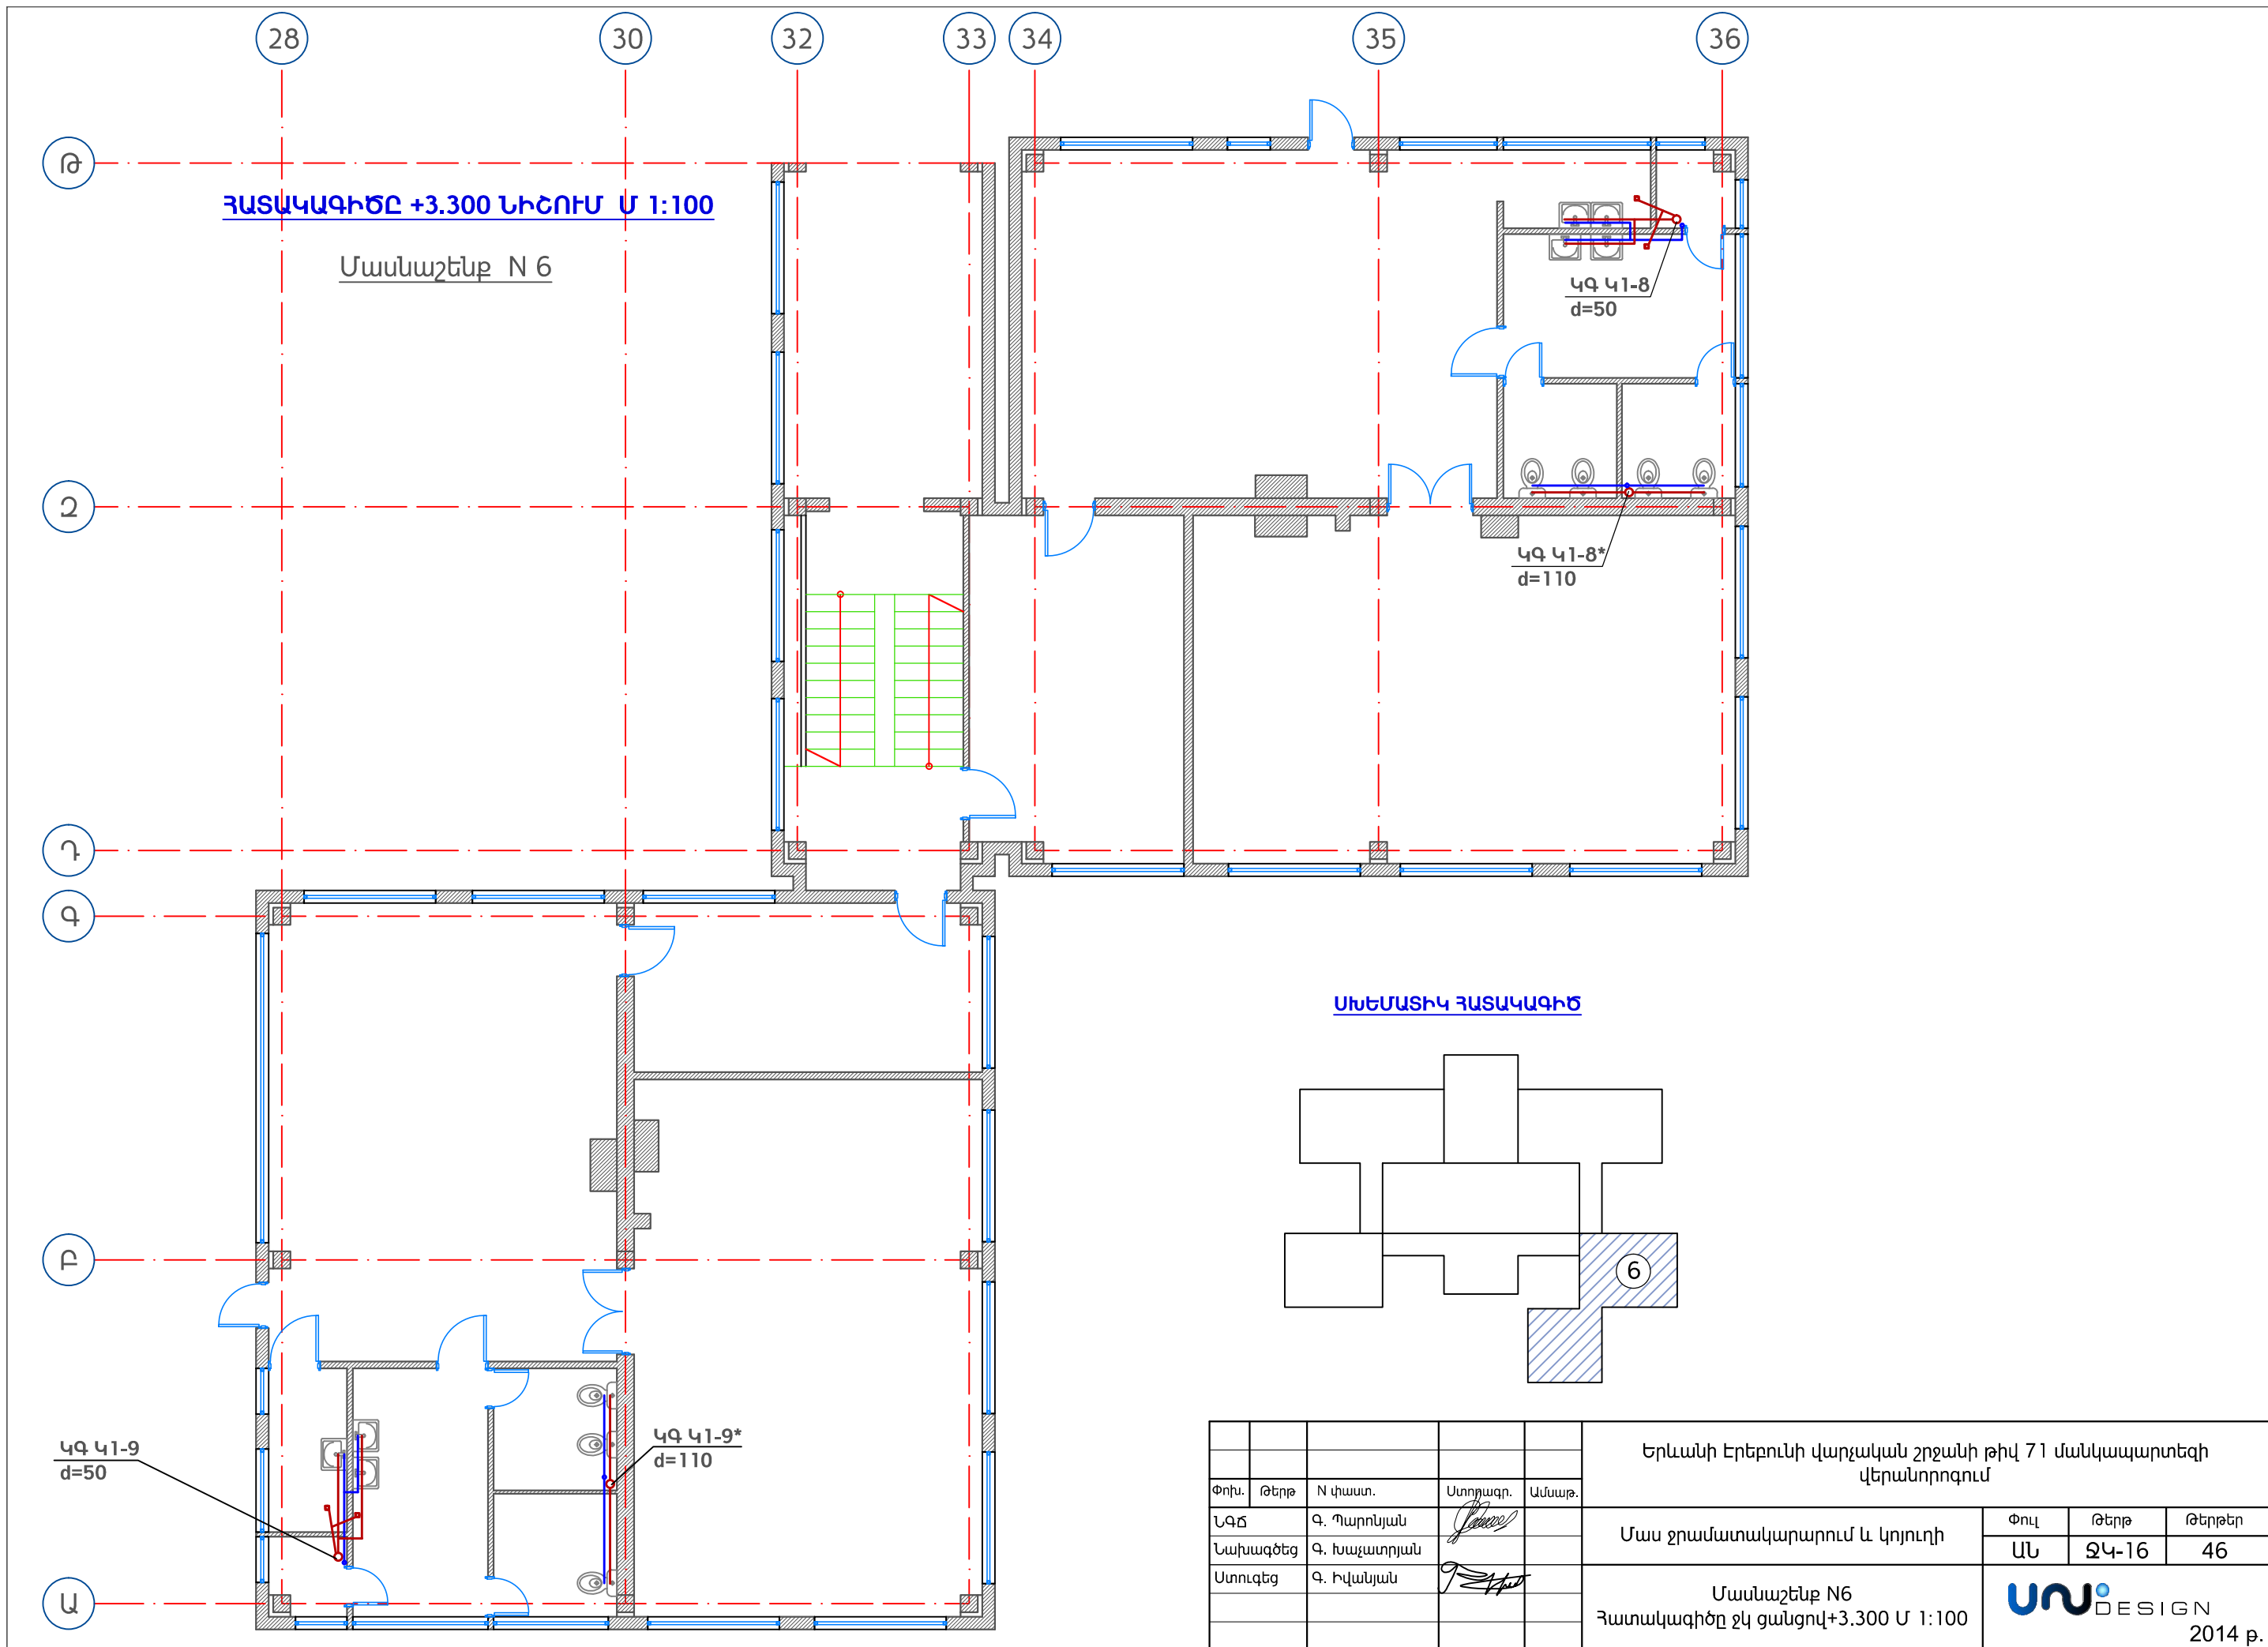 28 30 32 33 34 35 36
Թ
ՀԱՏԱԿԱԳԻԾԸ +3.300 ՆԻՇՈՒՄ Մ 1:100
Մասնաշենք N 6
ԿԳ Կ1-8
d=50
Զ
ԿԳ Կ1-8*
d=110
Դ
Գ
ՍԽԵՄԱՏԻԿ ՀԱՏԱԿԱԳԻԾ
Բ
6
ԿԳ Կ1-9
d=50
ԿԳ Կ1-9*
d=110
Ա
Երևանի Էրեբունի վարչական շրջանի թիվ 71 մանկապարտեզի
վերանորոգում
Փոխ. Թերթ N փաստ. Ստորագր. Ամսաթ.
ՆԳՃ Գ. Պարոնյան
Նախագծեց Գ. Խաչատրյան
Ստուգեց Գ. Իվանյան
Մաս ջրամատակարարում և կոյուղի
Փուլ Թերթ Թերթեր
ԱՆ ՋԿ-16 46
Մասնաշենք N6
Հատակագիծը ջկ ցանցով+3.300 Մ 1:100
UNI DESIGN
2014 թ.